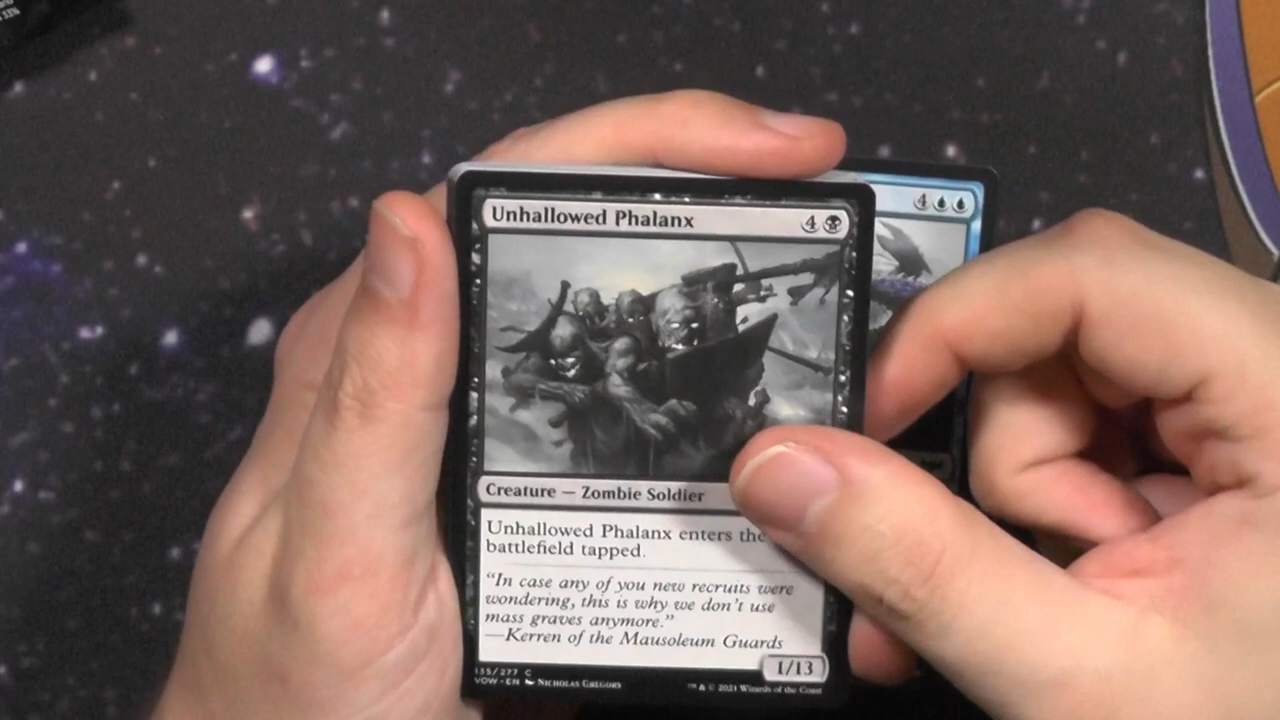 Unhallowed Phalanx 4
4
Creature — Zombie Soldier
Unhallowed Phalanx enters the
battlefield tapped.
“In case any of you new recruits were
wondering, this is why we don’t use
mass graves anymore.”
—Kerren of the Mausoleum Guards
1/13
135/277 C
VOW • EN Nicholas Gregory
™ & © 2021 Wizards of the Coast